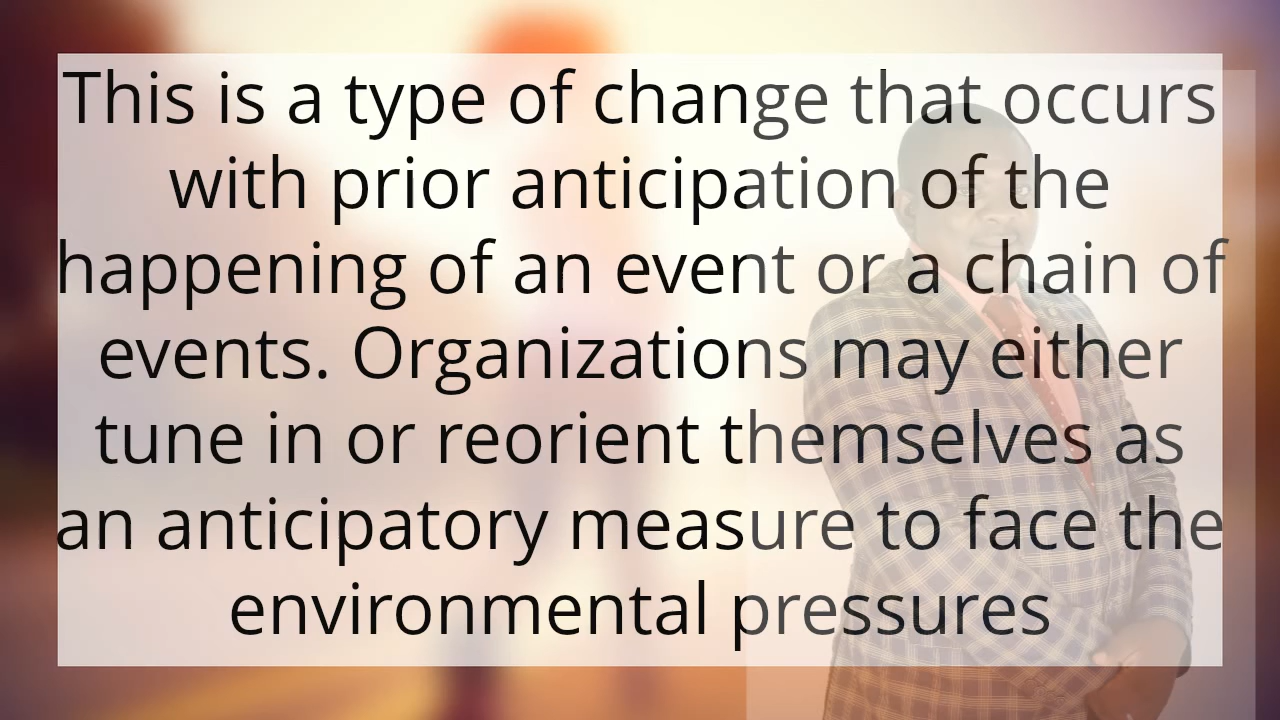 This is a type of change that occurs
with prior anticipation of the
happening of an event or a chain of
events. Organizations may either
tune in or reorient themselves as
an anticipatory measure to face the
environmental pressures